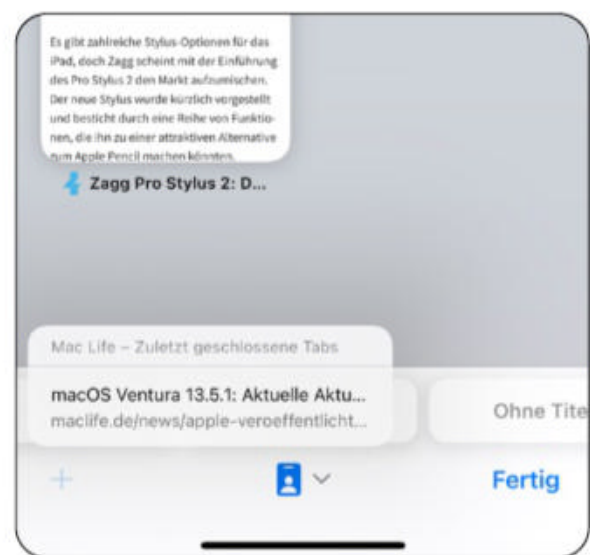 Es gibt zahlreiche Stylus-Optionen für das
iPad, doch Zagg scheint mit der Einführung
des Pro Stylus 2 den Markt aufzumischen.
Der neue Stylus wurde kürzlich vorgestellt
und besticht durch eine Reihe von Funktio-
nen, die ihn zu einer attraktiven Alternative
zum Apple Pencil machen könnten.
Zagg Pro Stylus 2: D...
Mac Life – Zuletzt geschlossene Tabs
macOS Ventura 13.5.1: Aktuelle Aktu...
maclife.de/news/apple-veroeffentlicht...
Ohne Tite
Fertig